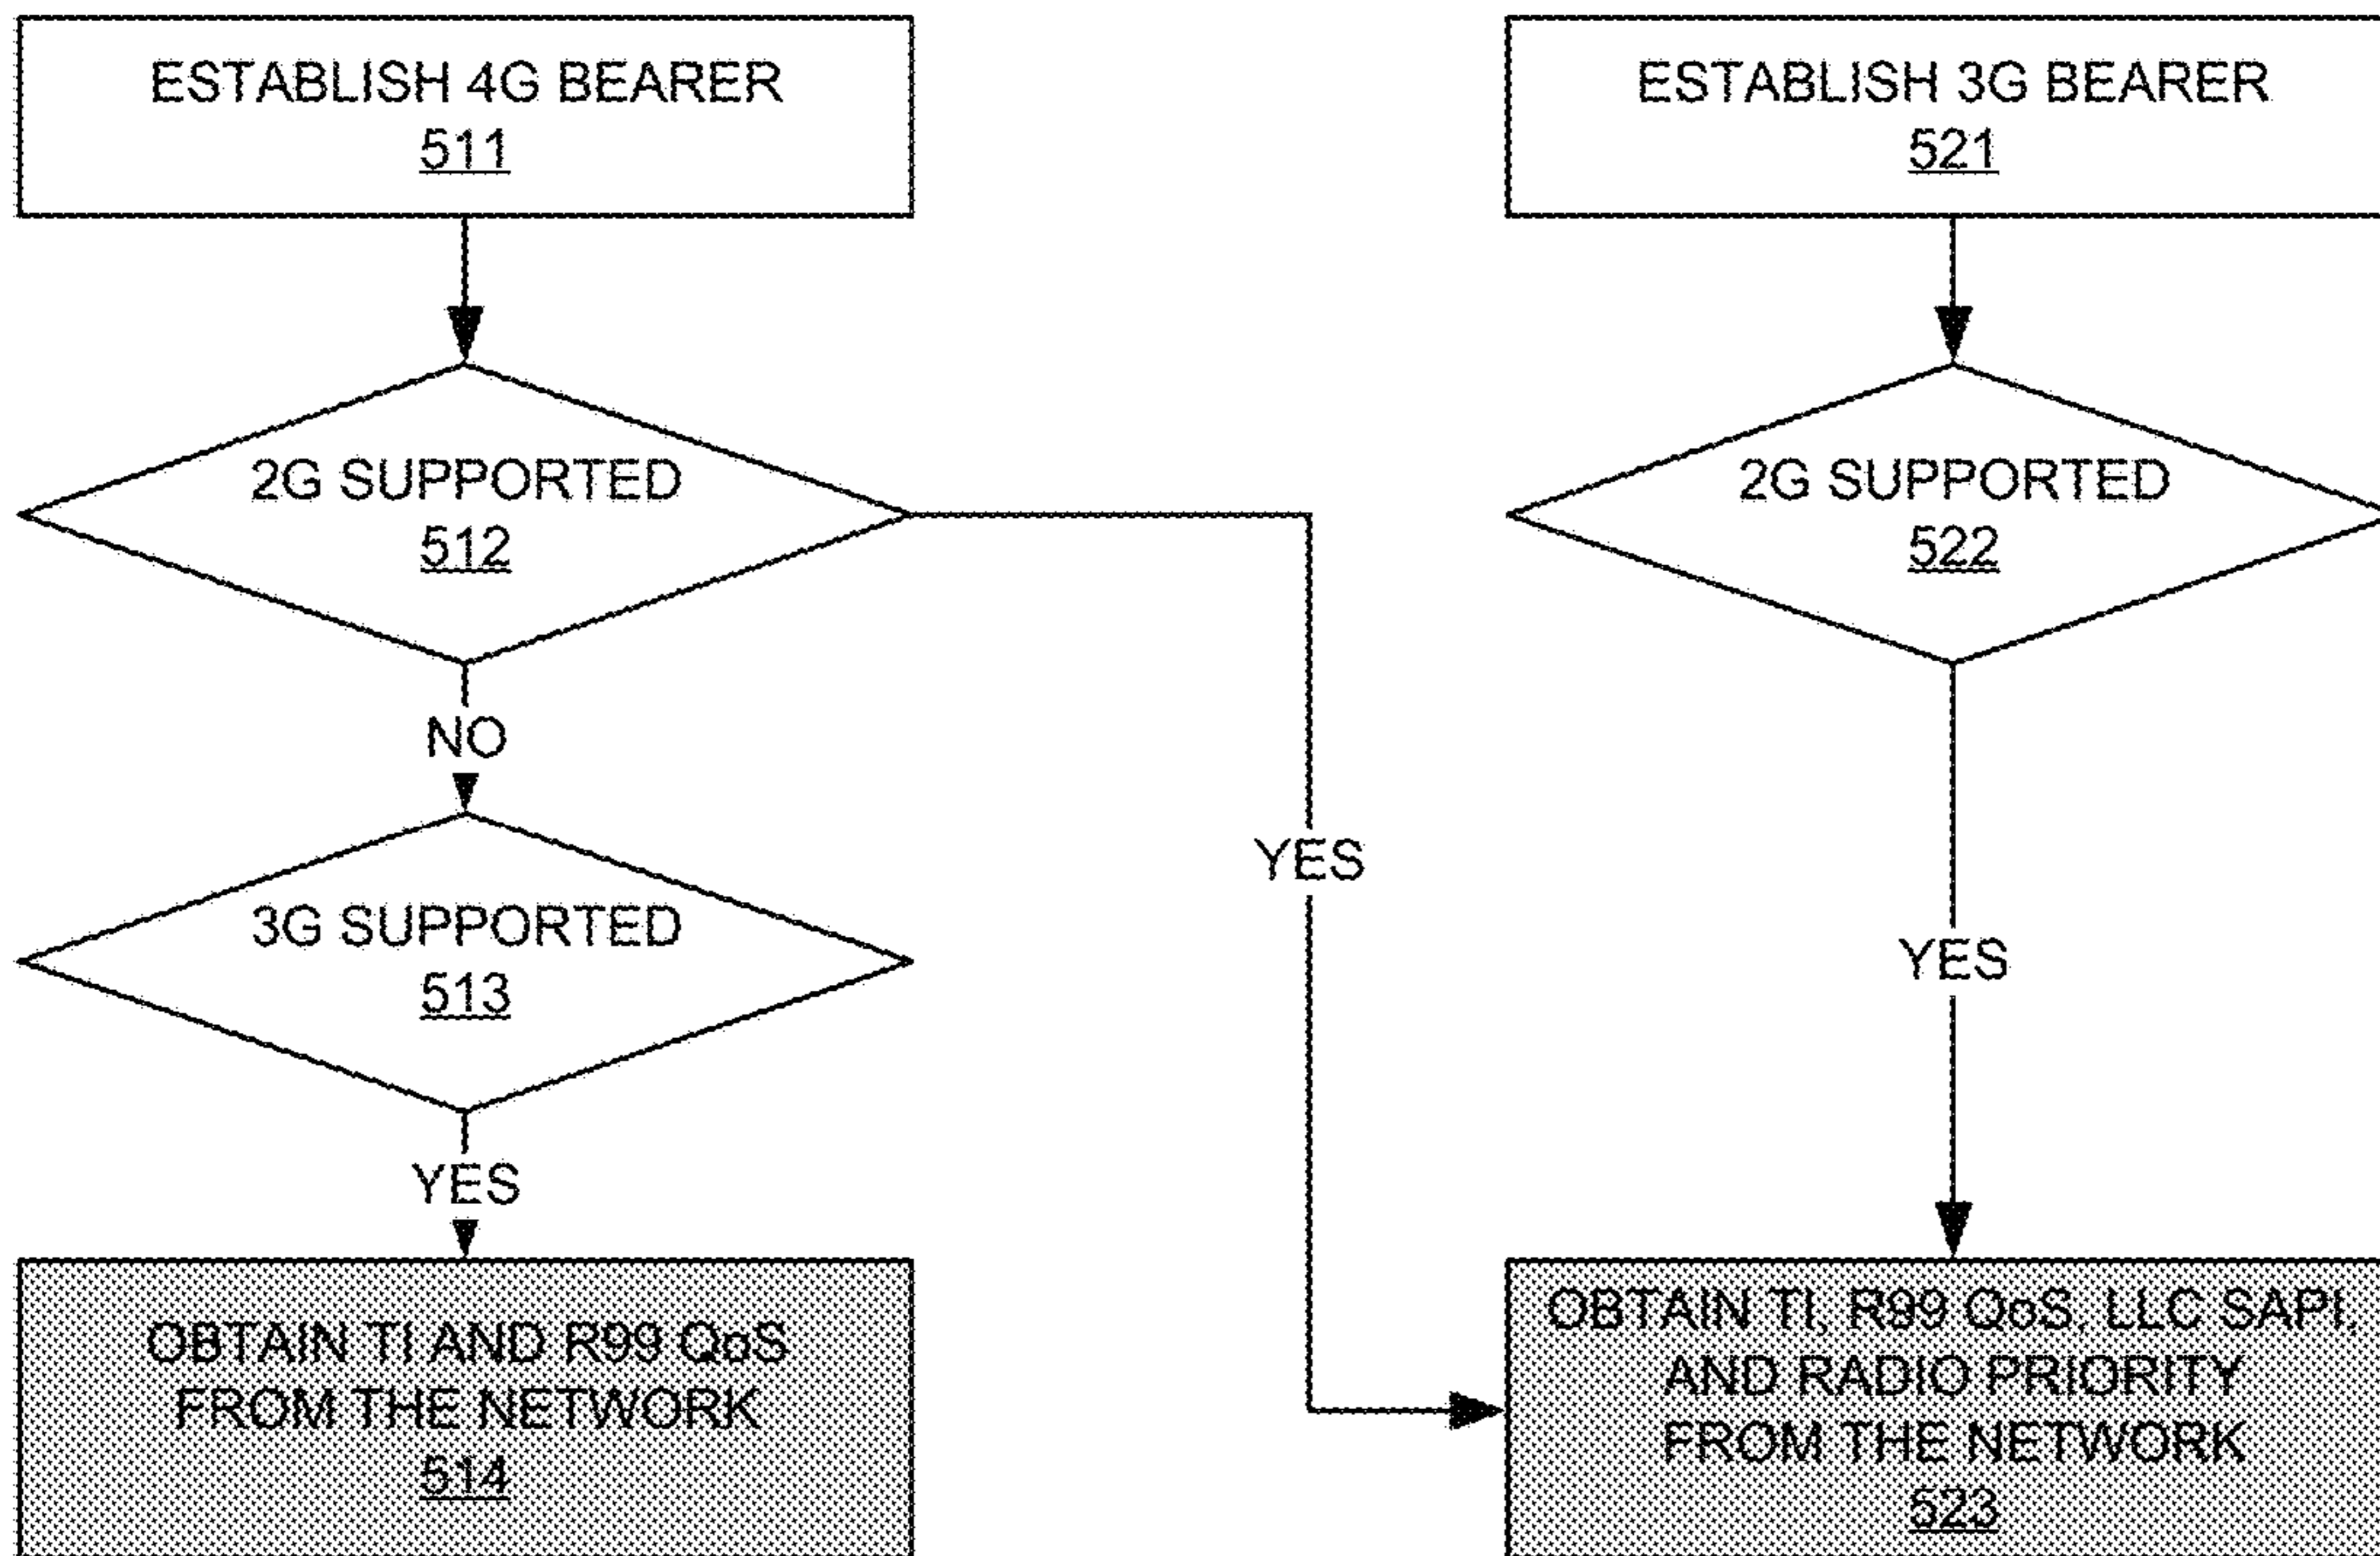 ESTABLISH 4G BEARER
511
2G SUPPORTED
512
NO
3G SUPPORTED
513
YES
OBTAIN TI AND R99 QoS
FROM THE NETWORK
514
YES
ESTABLISH 3G BEARER
521
2G SUPPORTED
522
YES
OBTAIN TI, R99 QoS, LLC SAPI,
AND RADIO PRIORITY
FROM THE NETWORK
523